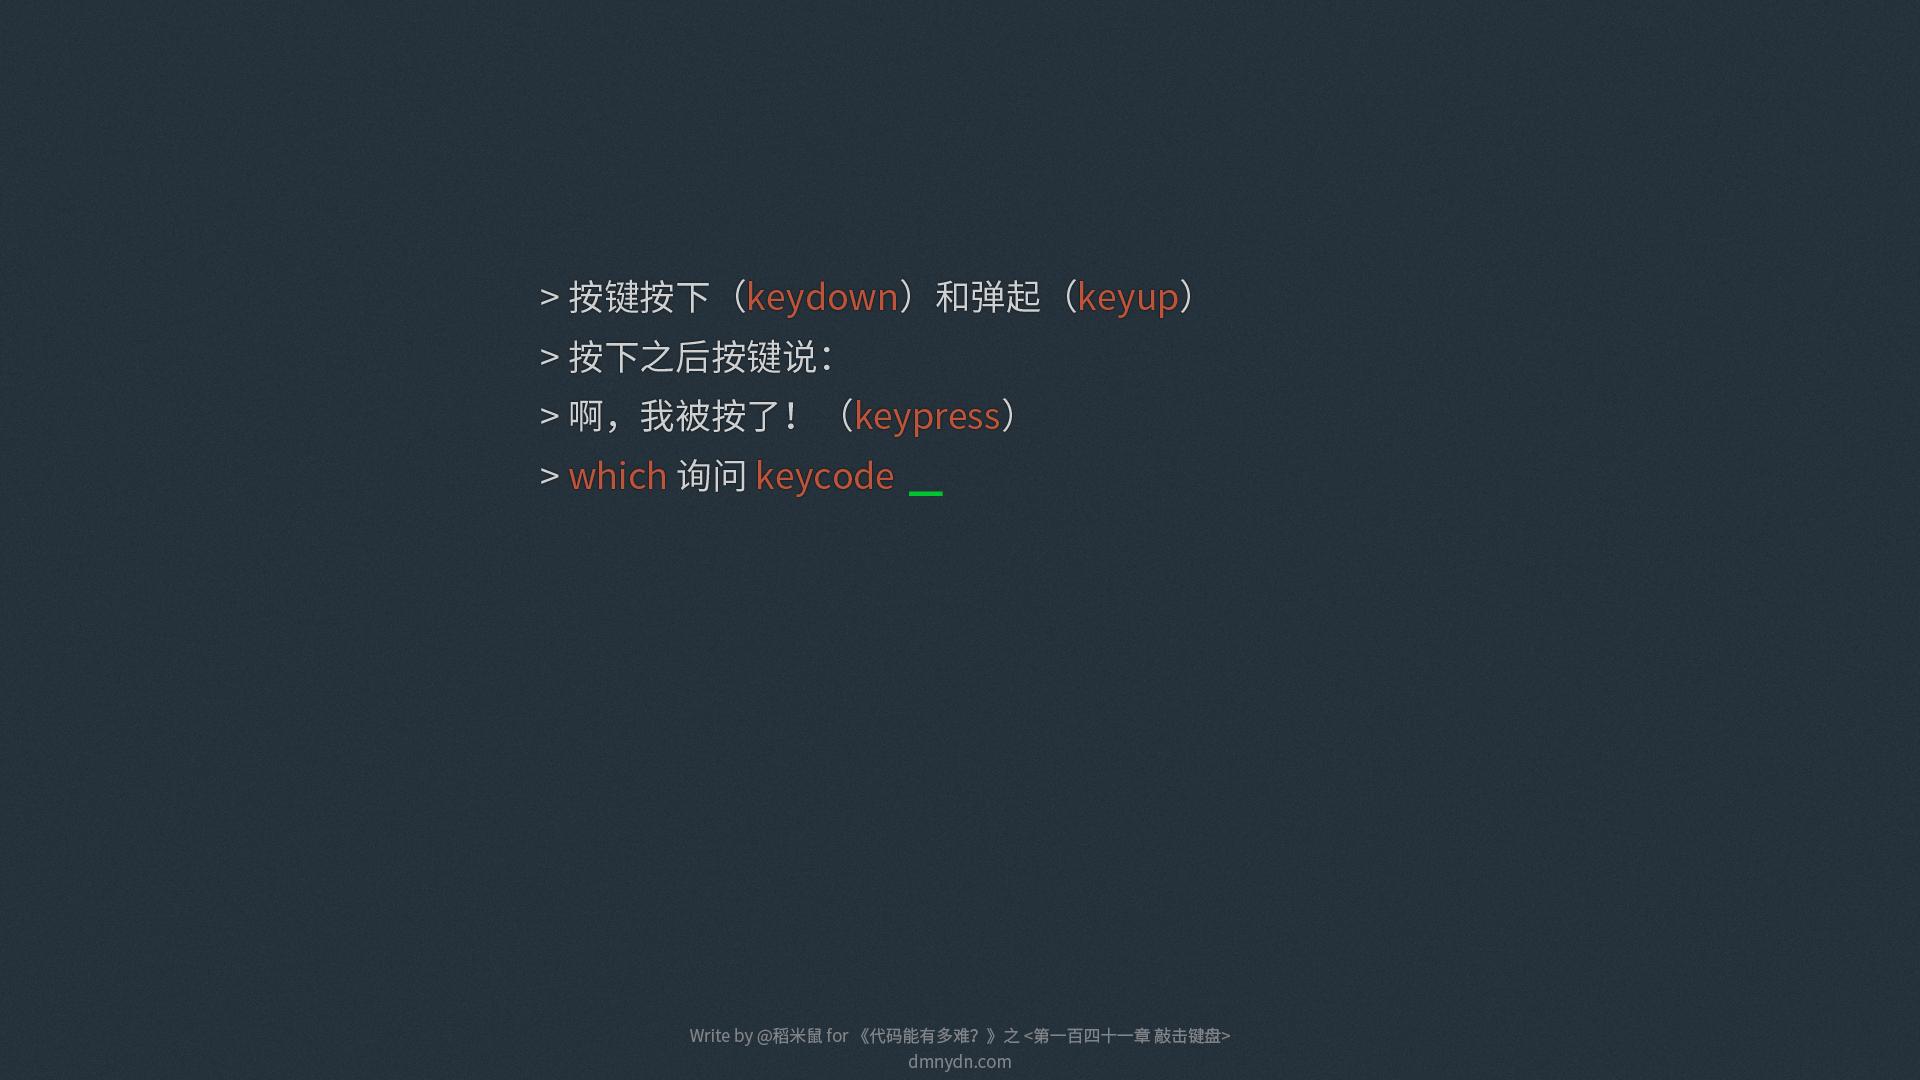 > 按键按下（keydown）和弹起（keyup）
> 按下之后按键说：
> 啊，我被按了！（keypress）
> which 询问 keycode _
Write by @稻米鼠 for 《代码能有多难？》之 <第一百四十一章 敲击键盘>
dmnydn.com